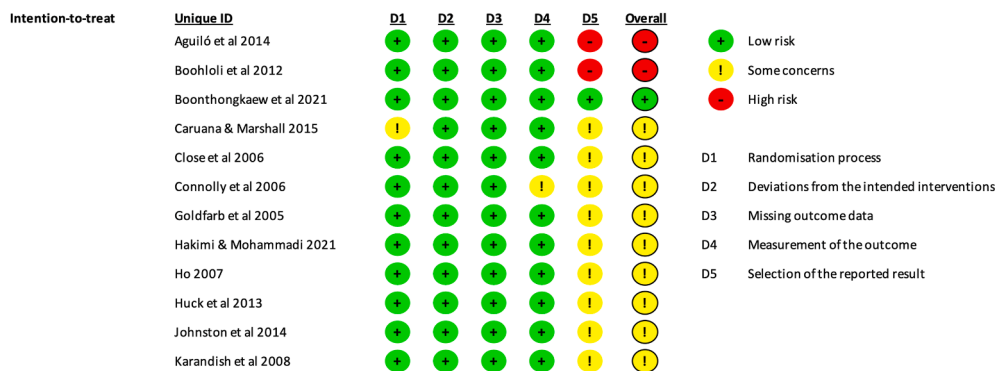 Intention-to-treat Unique ID D1 D2 D3 D4 D5 Overall
Aguiló et al 2014 + + + + - - + Low risk
Boohloli et al 2012 + + + + - - ! Some concerns
Boonthongkaew et al 2021 + + + + + + - High risk
Caruana & Marshall 2015 ! + + + ! !
Close et al 2006 + + + + ! ! D1 Randomisation process
Connolly et al 2006 + + + ! ! ! D2 Deviations from the intended interventions
Goldfarb et al 2005 + + + + ! ! D3 Missing outcome data
Hakimi & Mohammadi 2021 + + + + ! ! D4 Measurement of the outcome
Ho 2007 + + + + ! ! D5 Selection of the reported result
Huck et al 2013 + + + + ! !
Johnston et al 2014 + + + + ! !
Karandish et al 2008 + + + + ! !